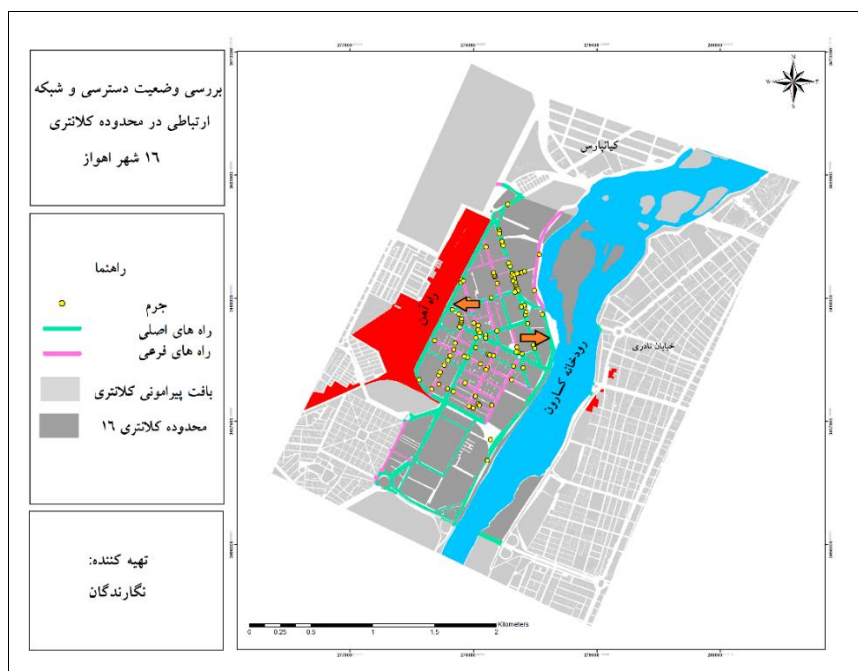 بررسی وضعیت دسترسی و شبکه
ارتباطی در محدوده کلانتری
۱۶ شهر اهواز
راهنما
جرم
راه های اصلی
راه های فرعی
بافت پیرامونی کلانتری
محدوده کلانتری ۱۶
تهیه کننده:
نگارندگان
کیانپارس
راه آهن
رودخانه کارون
خیابان نادری
N
0 0.25 0.5 1 1.5 2
Kilometers